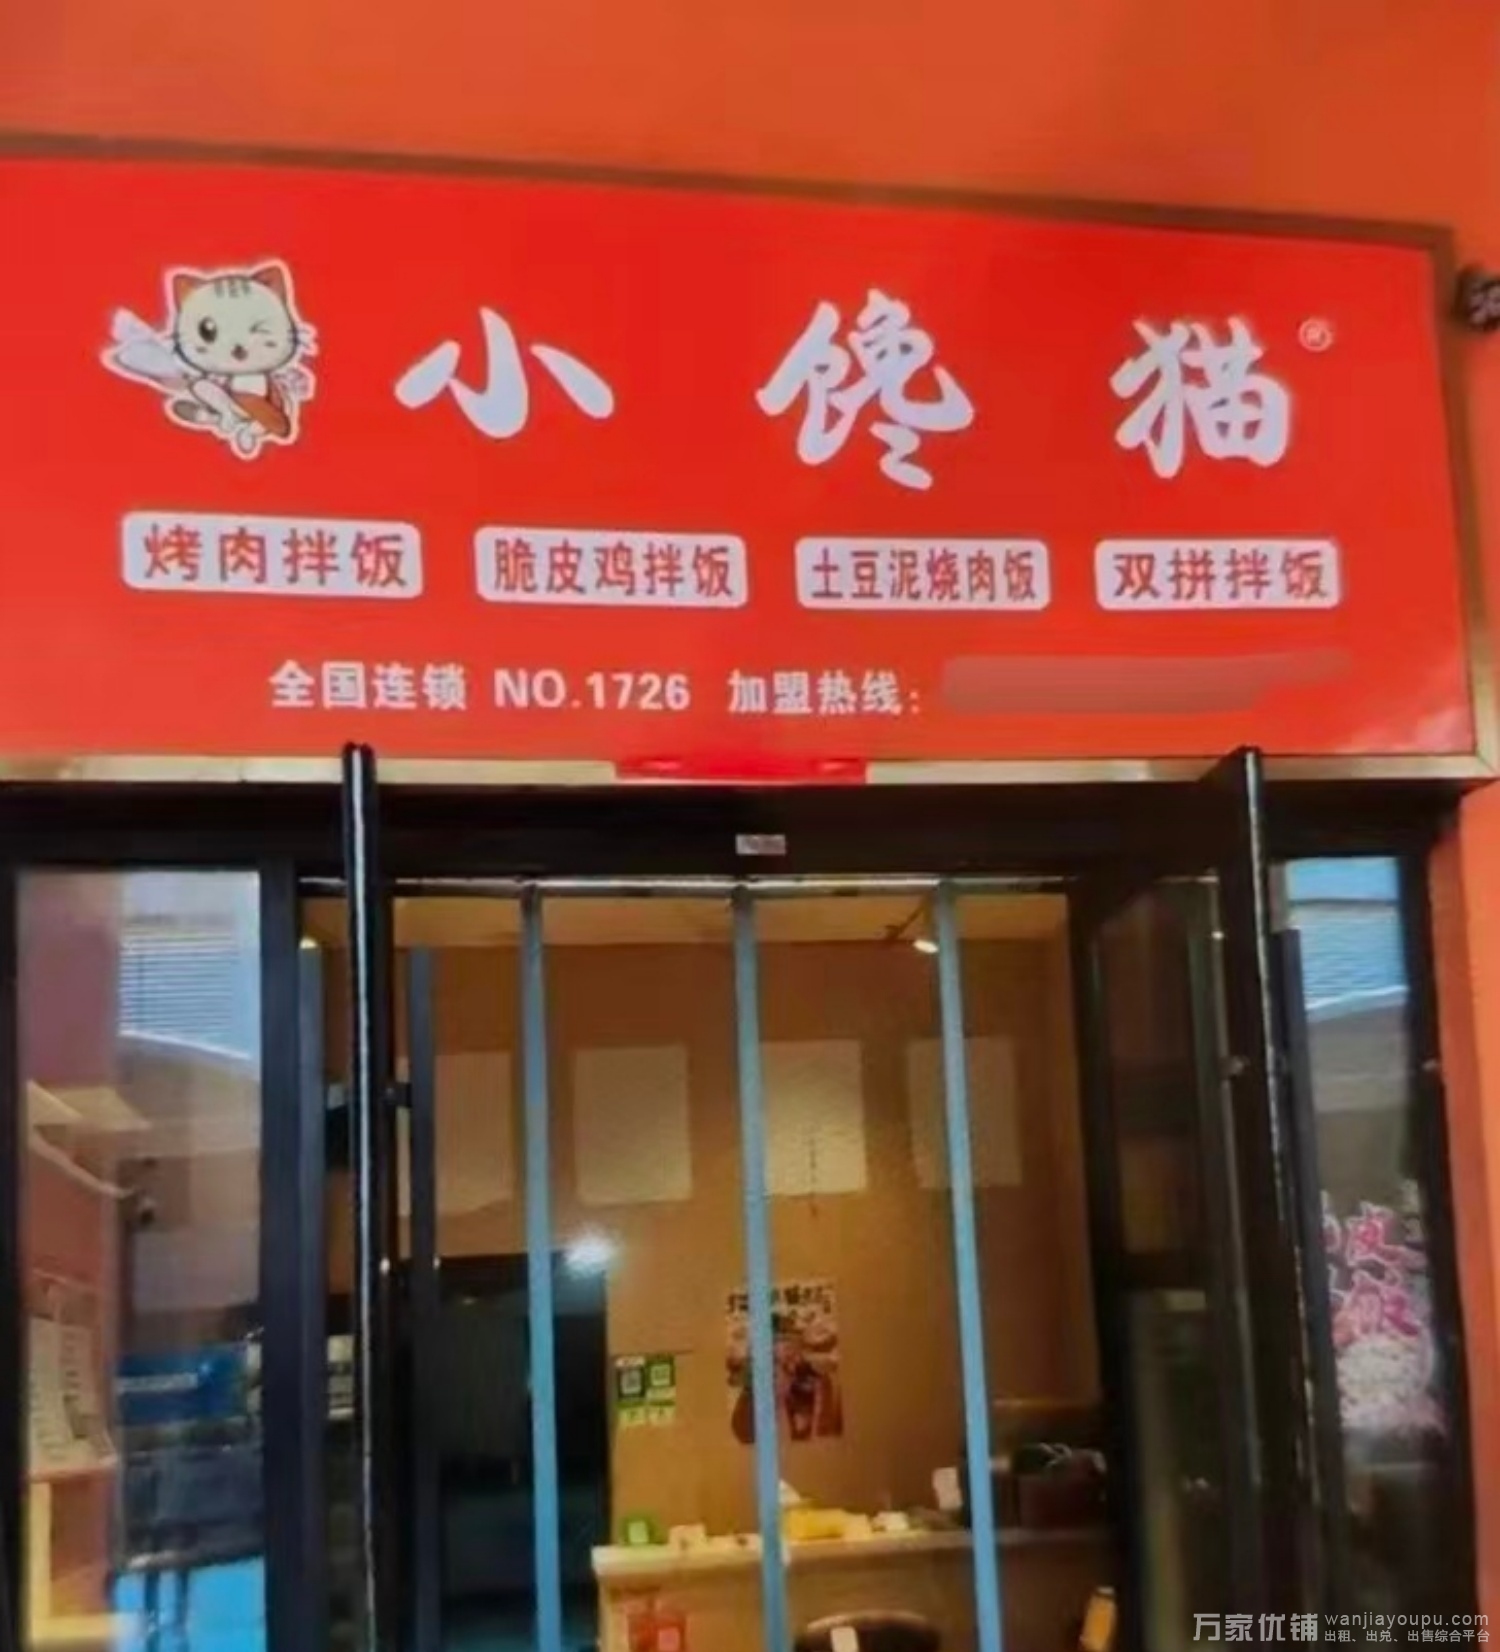 小馋猫®
烤肉拌饭 脆皮鸡拌饭 土豆泥烧肉饭 双拼拌饭
全国连锁 NO.1726 加盟热线:
万家优铺 wanjiayoupu.com
出租、出兑、出售综合平台